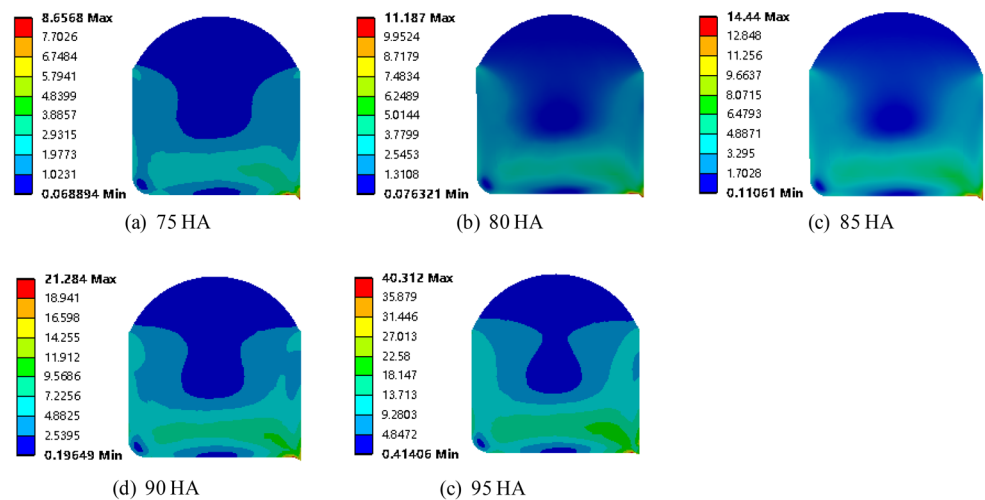 8.6568 Max
7.7026
6.7484
5.7941
4.8399
3.8857
2.9315
1.9773
1.0231
0.068894 Min
(a) 75 HA
11.187 Max
9.9524
8.7179
7.4834
6.2489
5.0144
3.7799
2.5453
1.3108
0.076321 Min
(b) 80 HA
14.44 Max
12.848
11.256
9.6637
8.0715
6.4793
4.8871
3.295
1.7028
0.11061 Min
(c) 85 HA
21.284 Max
18.941
16.598
14.255
11.912
9.5686
7.2256
4.8825
2.5395
0.19649 Min
(d) 90 HA
40.312 Max
35.879
31.446
27.013
22.58
18.147
13.713
9.2803
4.8472
0.41406 Min
(c) 95 HA